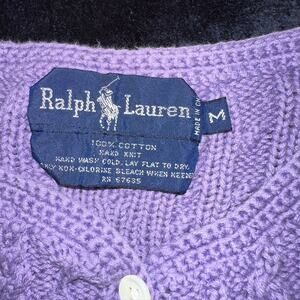 Ralph Lauren
M
MADE IN
100% COTTON
HAND KNIT
HAND WASH COLD. LAY FLAT TO DRY.
ONLY NON-CHLORINE BLEACH WHEN NEEDED
RN 67635